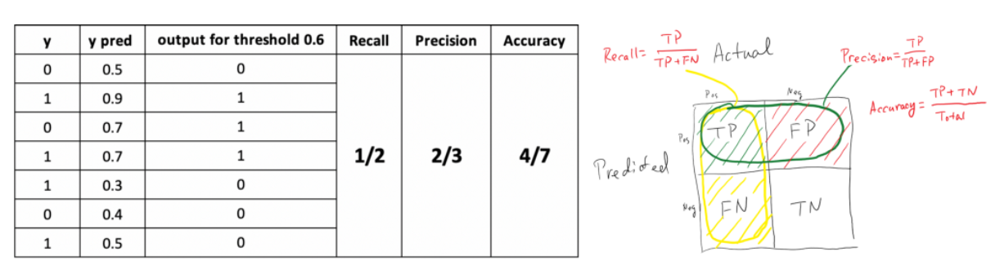 y y pred output for threshold 0.6 Recall Precision Accuracy
0 0.5 0
1 0.9 1
0 0.7 1
1 0.7 1
1 0.3 0
0 0.4 0
1 0.5 0
1/2 2/3 4/7
Recall= TP
TP+FN
Actual
Precision= TP
TP+FP
Accuracy = TP+TN
Total
Pos Neg
Pos TP FP
Predicted
Neg FN TN